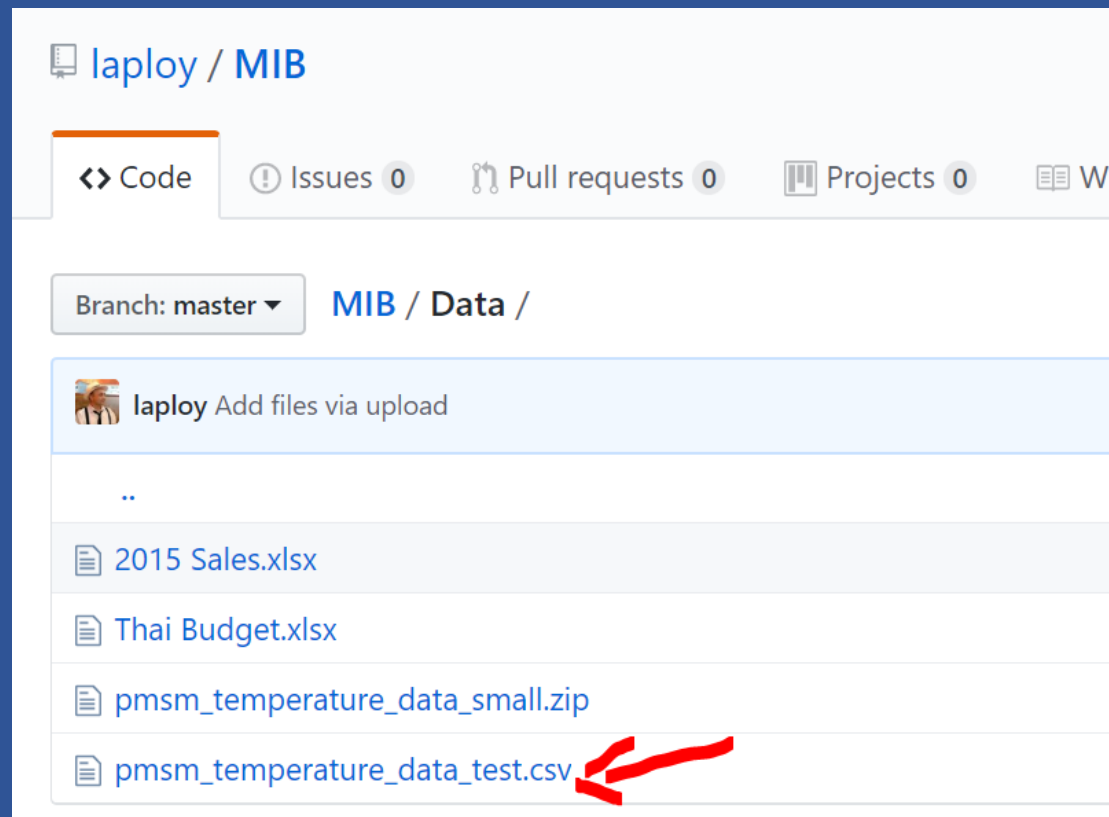 laploy / MIB
<> Code Issues 0 Pull requests 0 Projects 0 W
Branch: master MIB / Data /
laploy Add files via upload
..
2015 Sales.xlsx
Thai Budget.xlsx
pmsm_temperature_data_small.zip
pmsm_temperature_data_test.csv